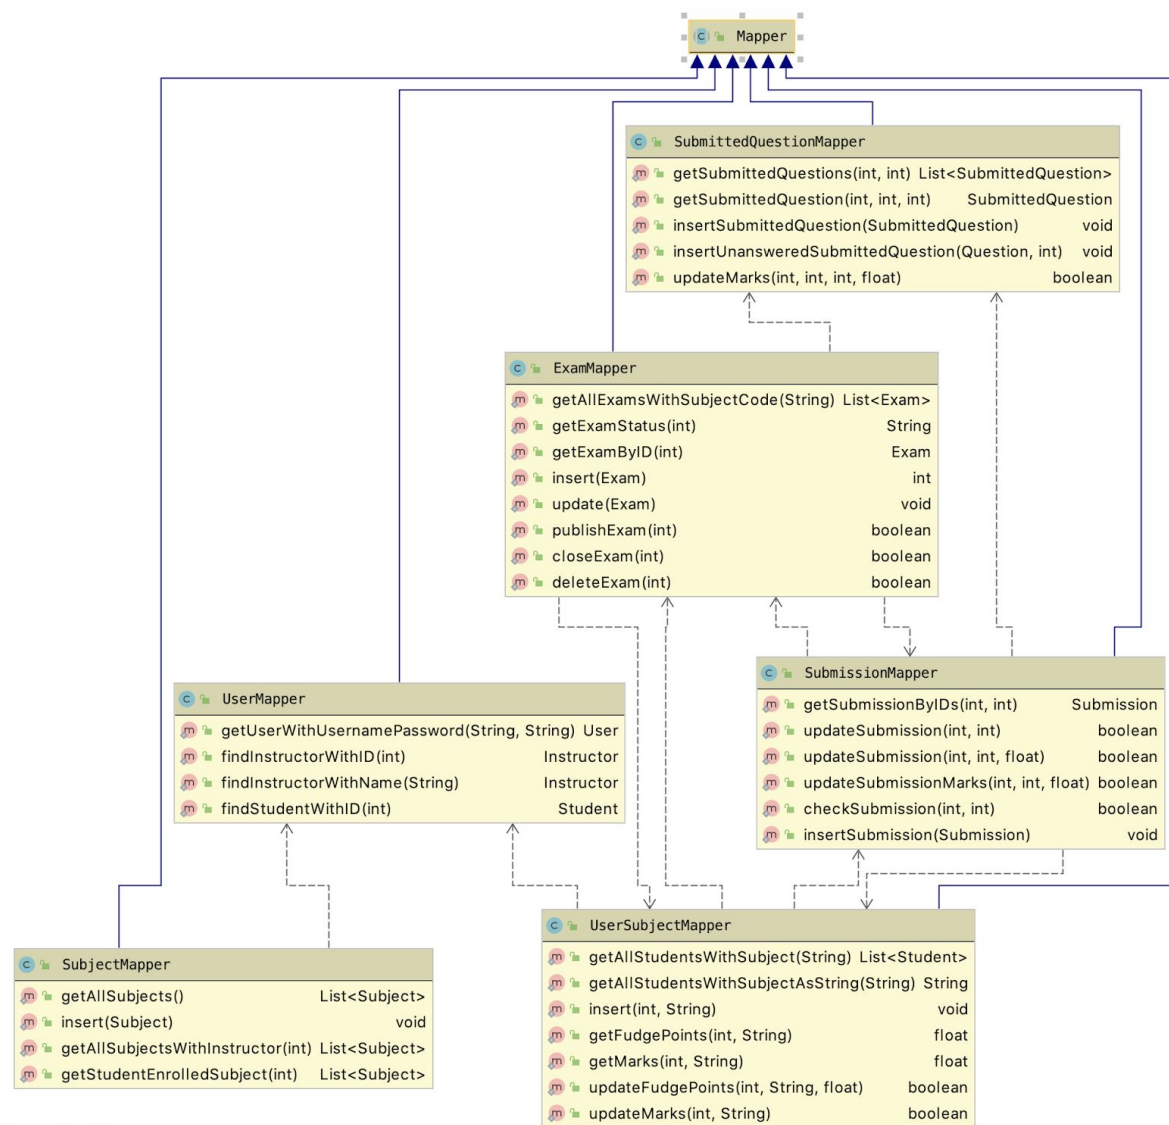 Mapper
SubmittedQuestionMapper
getSubmittedQuestions(int, int) List<SubmittedQuestion>
getSubmittedQuestion(int, int, int) SubmittedQuestion
insertSubmittedQuestion(SubmittedQuestion) void
insertUnansweredSubmittedQuestion(Question, int) void
updateMarks(int, int, int, float) boolean
ExamMapper
getAllExamsWithSubjectCode(String) List<Exam>
getExamStatus(int) String
getExamByID(int) Exam
insert(Exam) int
update(Exam) void
publishExam(int) boolean
closeExam(int) boolean
deleteExam(int) boolean
SubmissionMapper
getSubmissionByIDs(int, int) Submission
updateSubmission(int, int) boolean
updateSubmission(int, int, float) boolean
updateSubmissionMarks(int, int, float) boolean
checkSubmission(int, int) boolean
insertSubmission(Submission) void
UserMapper
getUserWithUsernamePassword(String, String) User
findInstructorWithID(int) Instructor
findInstructorWithName(String) Instructor
findStudentWithID(int) Student
SubjectMapper
getAllSubjects() List<Subject>
insert(Subject) void
getAllSubjectsWithInstructor(int) List<Subject>
getStudentEnrolledSubject(int) List<Subject>
UserSubjectMapper
getAllStudentsWithSubject(String) List<Student>
getAllStudentsWithSubjectAsString(String) String
insert(int, String) void
getFudgePoints(int, String) float
getMarks(int, String) float
updateFudgePoints(int, String, float) boolean
updateMarks(int, String) boolean